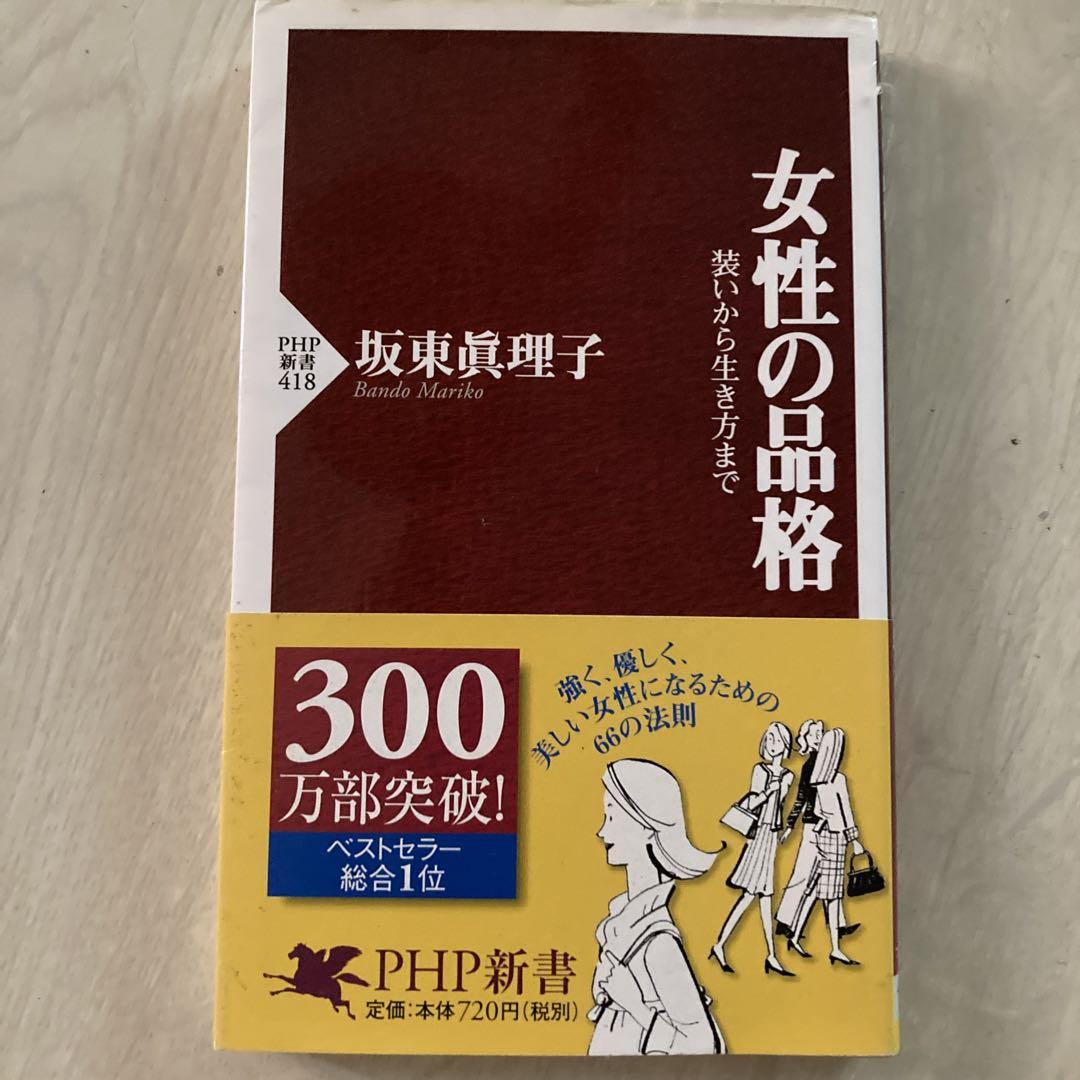 女性の品格
装いから生き方まで
坂東眞理子
Bando Mariko
PHP
新書
418
300
万部突破!
ベストセラー
総合1位
強く、優しく、
美しい女性になるための
66の法則
PHP新書
定価:本体720円(税別)